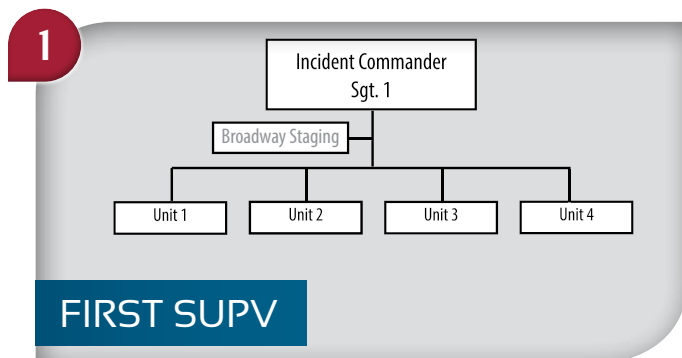 1
Incident Commander
Sgt. 1
Broadway Staging
Unit 1
Unit 2
Unit 3
Unit 4
FIRST SUPV